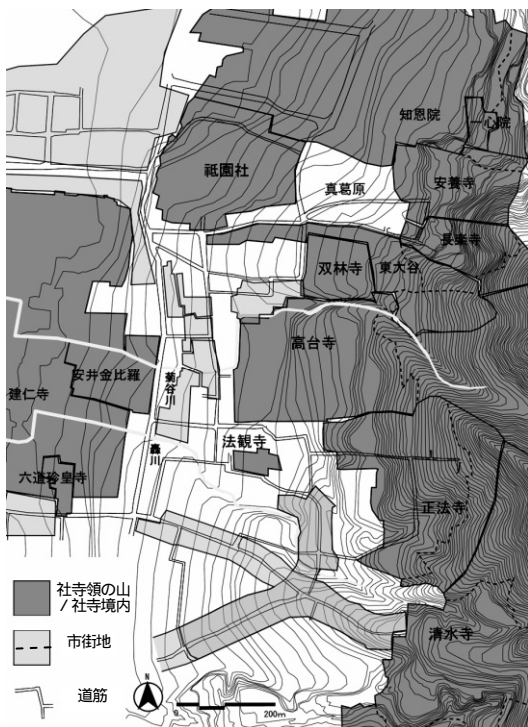 知恩院
一心院
祇園社
安養寺
真葛原
長楽寺
双林寺
東大谷
高台寺
安井金比羅
菊谷川
建仁寺
法観寺
轟川
六道珍皇寺
正法寺
清水寺
社寺領の山
/社寺境内
市街地
道筋
N
0
200m